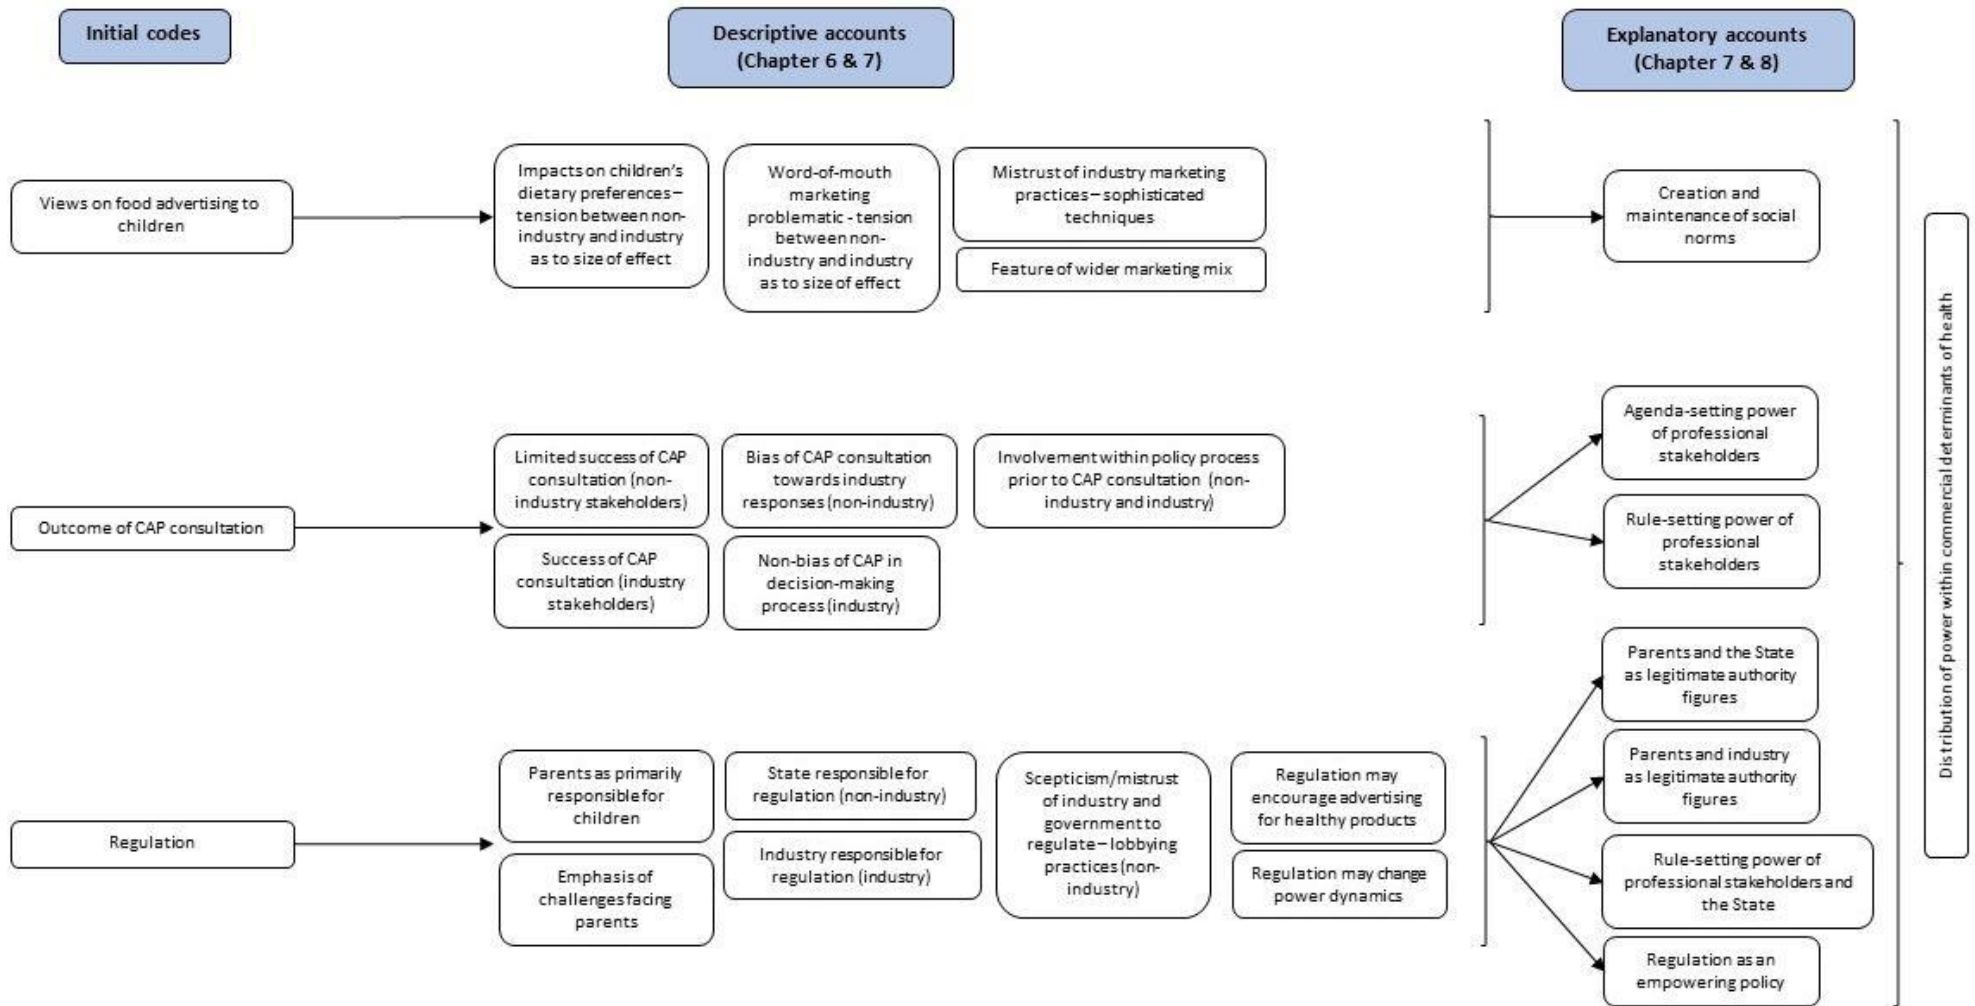 Initial codes
Descriptive accounts
(Chapter 6 & 7)
Explanatory accounts
(Chapter 7 & 8)
Views on food advertising to
children
Impacts on children's
dietary preferences –
tension between non-
industry and industry
as to size of effect
Word-of-mouth
marketing
problematic - tension
between non-
industry and industry
as to size of effect
Mistrust of industry marketing
practices – sophisticated
techniques
Feature of wider marketing mix
Creation and
maintenance of social
norms
Outcome of CAP consultation
Limited success of CAP
consultation (non-
industry stakeholders)
Success of CAP
consultation (industry
stakeholders)
Bias of CAP consultation
towards industry
responses (non-industry)
Non-bias of CAP in
decision-making
process (industry)
Involvement within policy process
prior to CAP consultation (non-
industry and industry)
Agenda-setting power
of professional
stakeholders
Rule-setting power of
professional
stakeholders
Regulation
Parents as primarily
responsible for
children
Emphasis of
challenges facing
parents
State responsible for
regulation (non-industry)
Industry responsible for
regulation (industry)
Scepticism/mistrust
of industry and
government to
regulate – lobbying
practices (non-
industry)
Regulation may
encourage advertising
for healthy products
Regulation may change
power dynamics
Parents and the State
as legitimate authority
figures
Parents and industry
as legitimate authority
figures
Rule-setting power of
professional stakeholders and
the State
Regulation as an
empowering policy
Distribution of power within commercial determinants of health